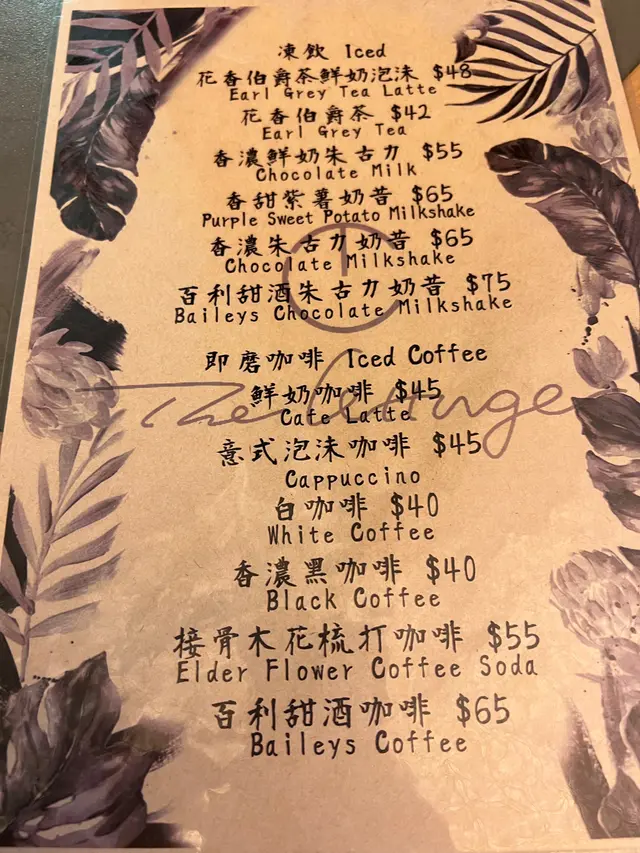 凍飲 Iced
花香伯爵茶鮮奶泡沫 $48
Earl Grey Tea Latte
花香伯爵茶 $42
Earl Grey Tea
香濃鮮奶朱古力 $55
Chocolate Milk
香甜紫薯奶昔 $65
Purple Sweet Potato Milkshake
香濃朱古力奶昔 $65
Chocolate Milkshake
百利甜酒朱古力奶昔 $75
Baileys Chocolate Milkshake
即磨咖啡 Iced Coffee
鮮奶咖啡 $45
Cafe Latte
The Lounge
意式泡沫咖啡 $45
Cappuccino
白咖啡 $40
White Coffee
香濃黑咖啡 $40
Black Coffee
接骨木花梳打咖啡 $55
Elder Flower Coffee Soda
百利甜酒咖啡 $65
Baileys Coffee